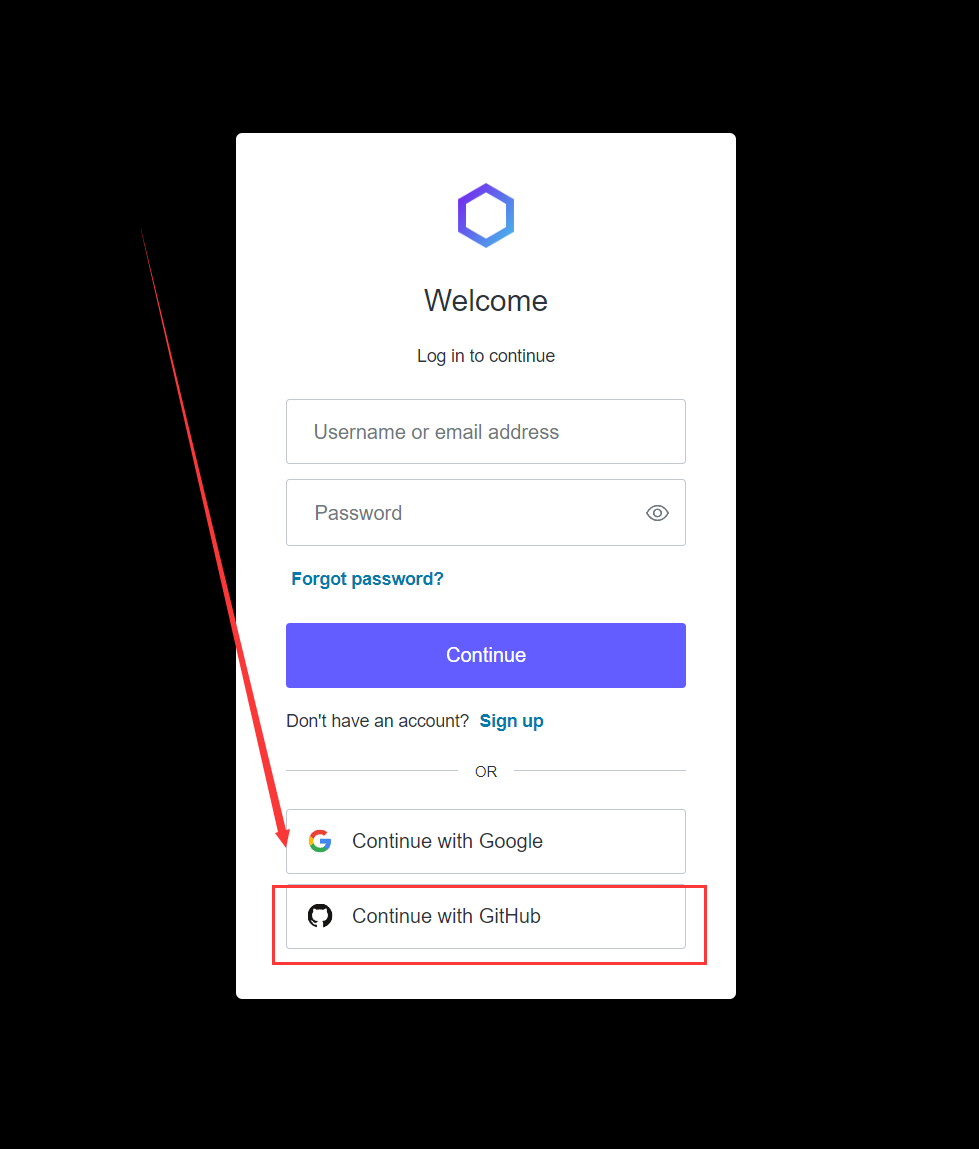 Welcome
Log in to continue
Username or email address
Password
Forgot password?
Continue
Don't have an account? Sign up
OR
Continue with Google
Continue with GitHub